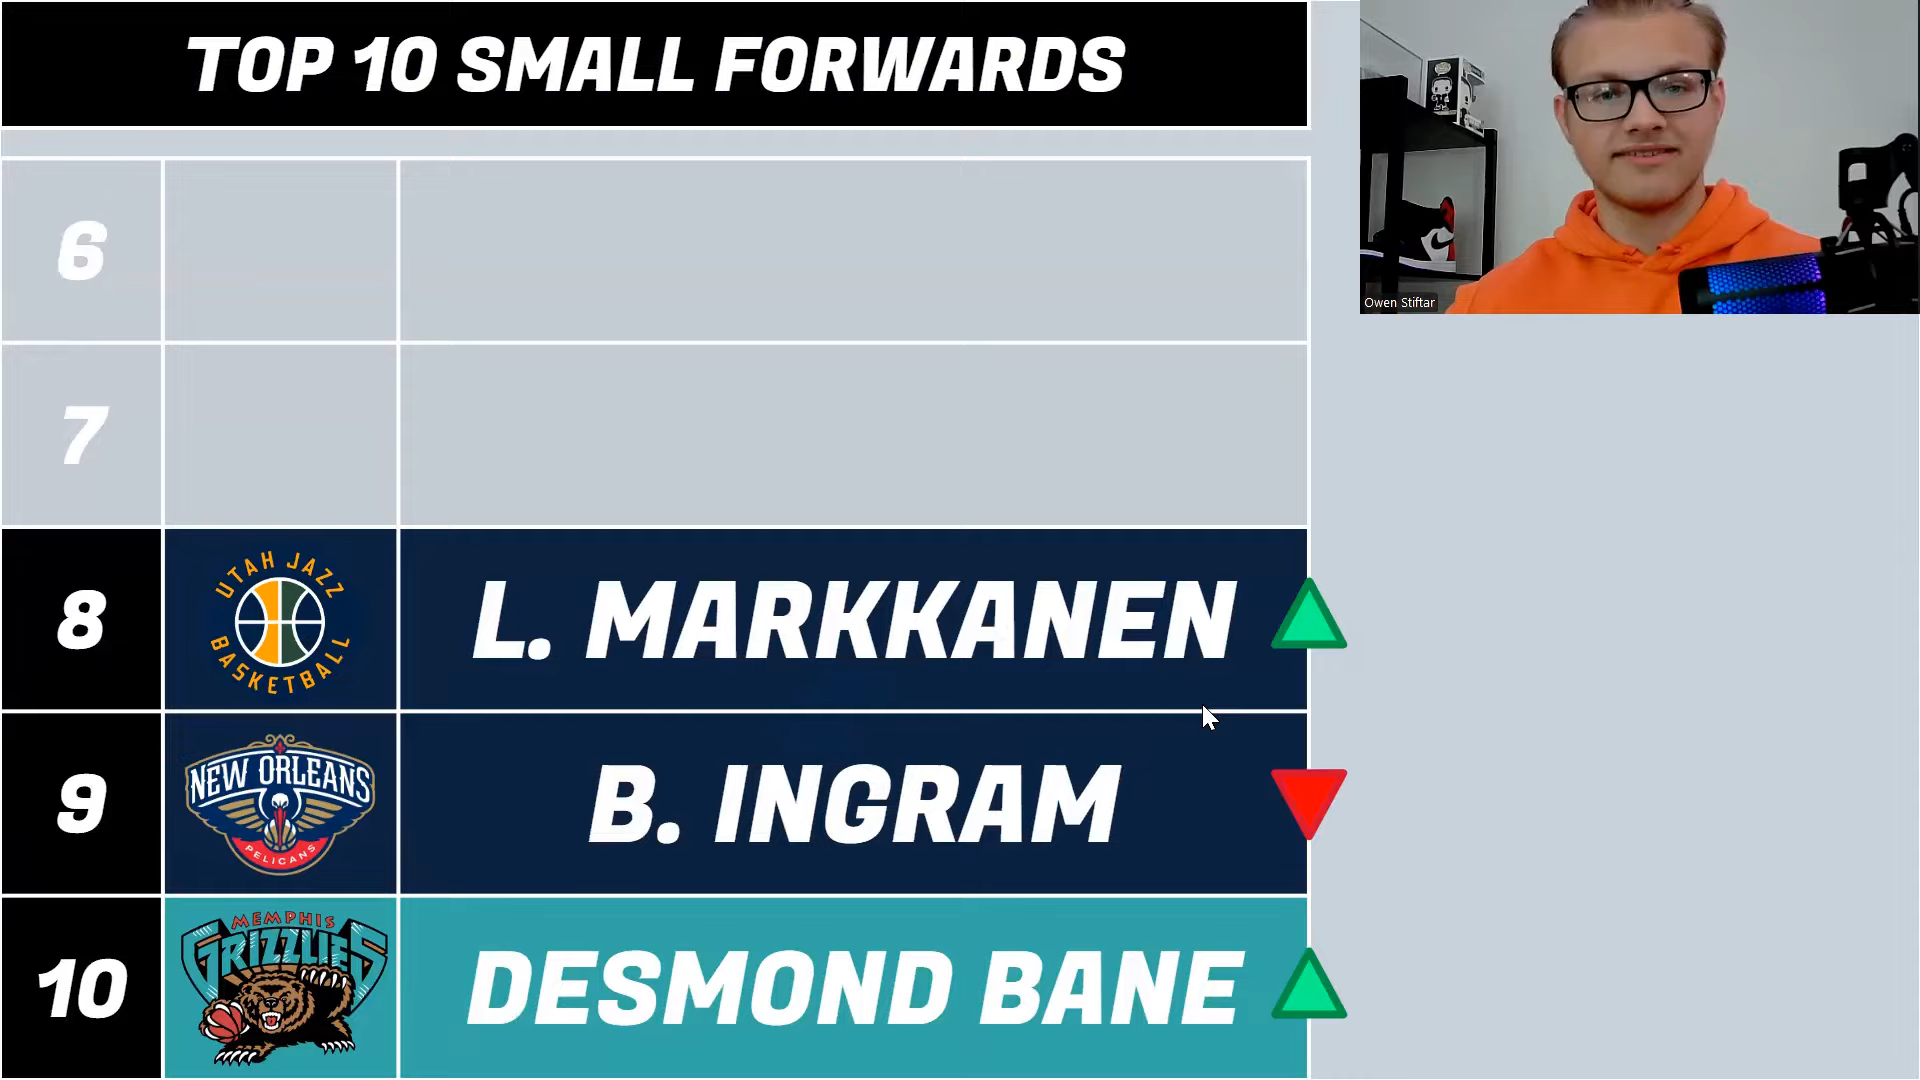 TOP 10 SMALL FORWARDS
Owen Stiftar
6
7
8
UTAH JAZZ
BASKETBALL
L. MARKKANEN
9
NEW ORLEANS
PELICANS
B. INGRAM
10
MEMPHIS
GRIZZLIES
DESMOND BANE